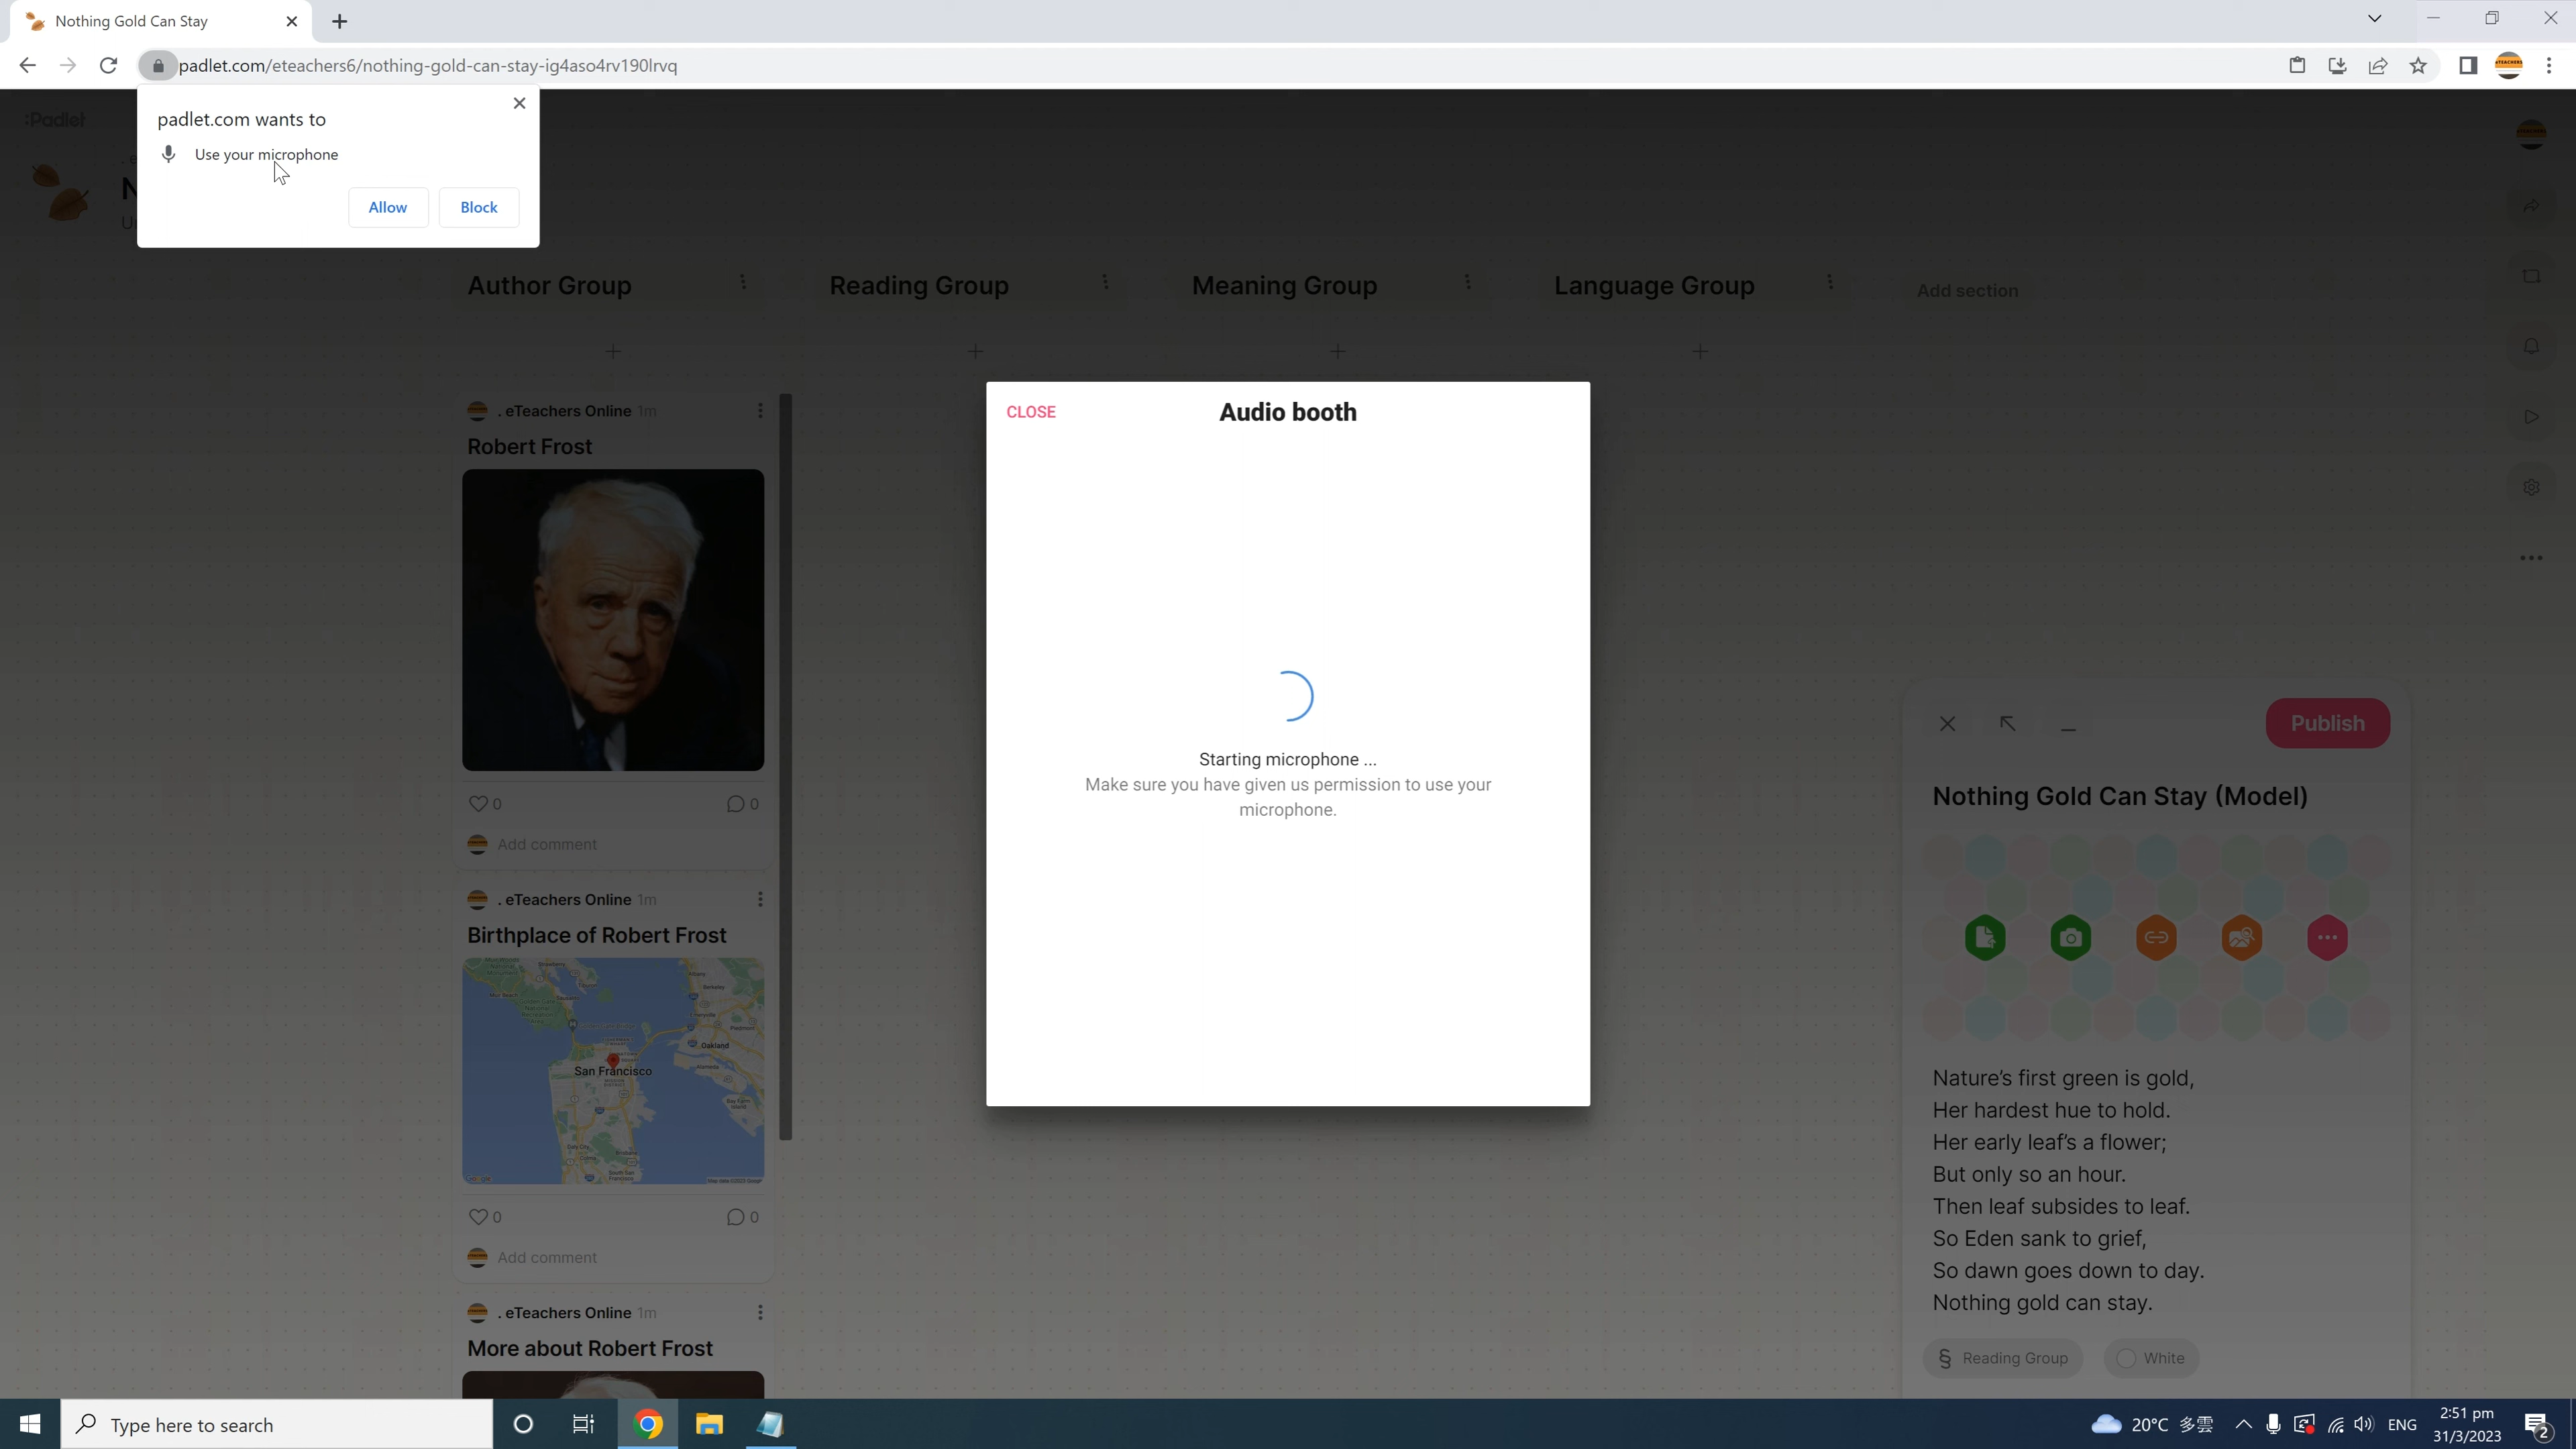 Nothing Gold Can Stay
padlet.com/eteachers6/nothing-gold-can-stay-ig4aso4rv190lrvq
:Padlet
padlet.com wants to
Use your microphone
Allow
Block
Author Group
Reading Group
Meaning Group
Language Group
Add section
. eTeachers Online 1m
Robert Frost
0
0
Add comment
. eTeachers Online 1m
Birthplace of Robert Frost
San Francisco
Oakland
Google
0
0
Add comment
. eTeachers Online 1m
More about Robert Frost
CLOSE
Audio booth
Starting microphone ...
Make sure you have given us permission to use your
microphone.
Publish
Nothing Gold Can Stay (Model)
Nature's first green is gold,
Her hardest hue to hold.
Her early leaf's a flower;
But only so an hour.
Then leaf subsides to leaf.
So Eden sank to grief,
So dawn goes down to day.
Nothing gold can stay.
§ Reading Group
White
Type here to search
20°C 多雲
ENG
2:51 pm
31/3/2023
2